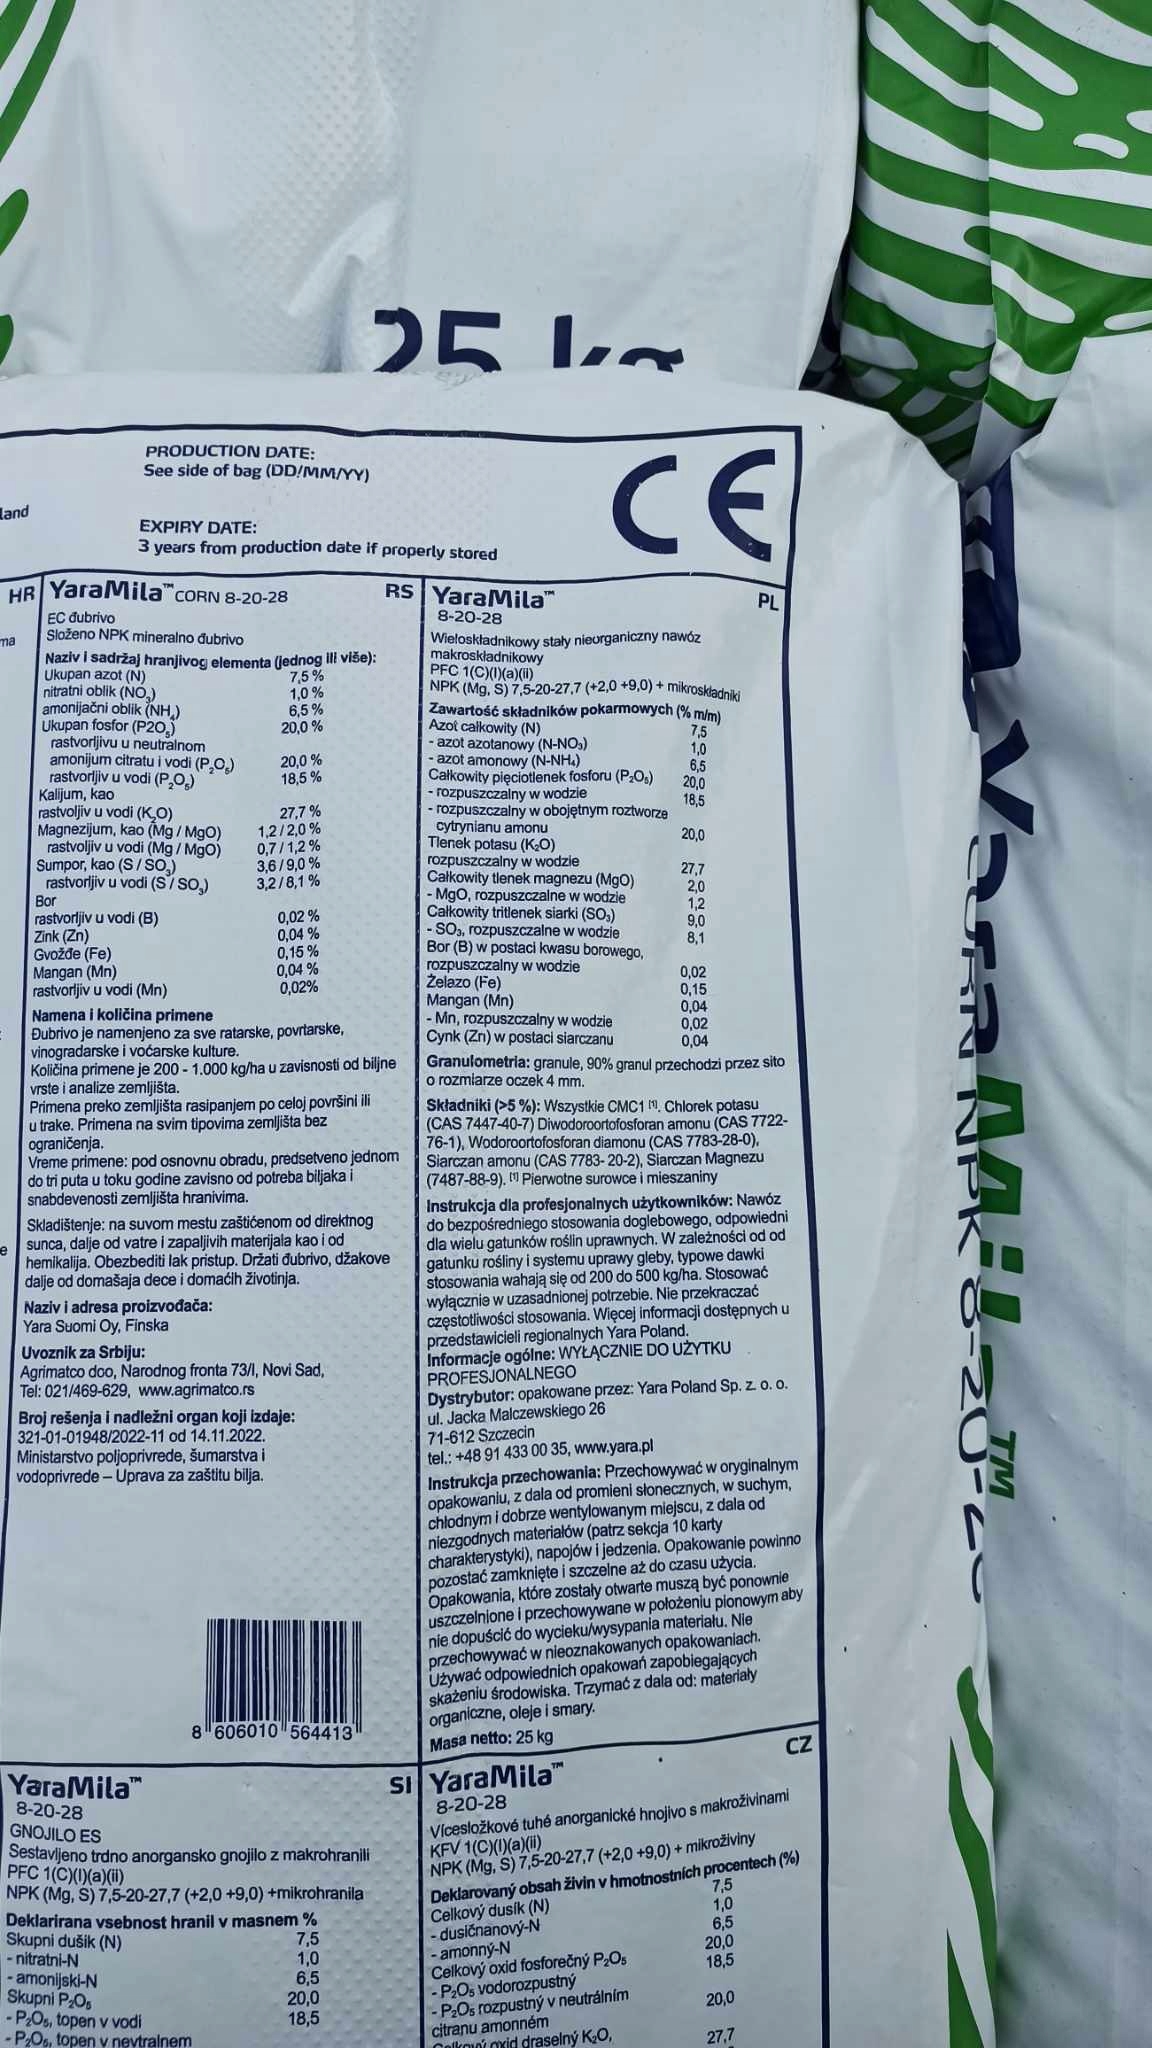 25 kg
PRODUCTION DATE:
See side of bag (DD/MM/YY)
land
EXPIRY DATE:
3 years from production date if properly stored
CE
HR
YaraMila™ CORN 8-20-28
RS
EC đubrivo
Složeno NPK mineralno đubrivo
Naziv i sadržaj hranjivog elementa (jednog ili više):
Ukupan azot (N) 7,5 %
nitratni oblik (NO₃) 1,0 %
amonijačni oblik (NH₄) 6,5 %
Ukupan fosfor (P2O₅) 20,0 %
rastvorljivu u neutralnom
amonijum citratu i vodi (P₂O₅) 20,0 %
rastvorljiv u vodi (P₂O₅) 18,5 %
Kalijum, kao
rastvoljiv u vodi (K₂O) 27,7 %
Magnezijum, kao (Mg / MgO) 1,2 / 2,0 %
rastvoljiv u vodi (Mg / MgO) 0,7 / 1,2 %
Sumpor, kao (S / SO₃) 3,6 / 9,0 %
rastvorljiv u vodi (S / SO₃) 3,2 / 8,1 %
Bor
rastvorljiv u vodi (B) 0,02 %
Zink (Zn) 0,04 %
Gvožđe (Fe) 0,15 %
Mangan (Mn) 0,04 %
rastvorljiv u vodi (Mn) 0,02%
Namena i količina primene
Đubrivo je namenjeno za sve ratarske, povrtarske,
vinogradarske i voćarske kulture.
Količina primene je 200 - 1.000 kg/ha u zavisnosti od biljne
vrste i analize zemljišta.
Primena preko zemljišta rasipanjem po celoj površini ili
u trake. Primena na svim tipovima zemljišta bez
ograničenja.
Vreme primene: pod osnovnu obradu, predsetveno jednom
do tri puta u toku godine zavisno od potreba biljaka i
snabdevenosti zemljišta hranivima.
Skladištenje: na suvom mestu zaštićenom od direktnog
sunca, dalje od vatre i zapaljivih materijala kao i od
hemikalija. Obezbediti lak pristup. Držati đubrivo, džakove
dalje od domašaja dece i domaćih životinja.
Naziv i adresa proizvođača:
Yara Suomi Oy, Finska
Uvoznik za Srbiju:
Agrimatco doo, Narodnog fronta 73/I, Novi Sad,
Tel: 021/469-629, www.agrimatco.rs
Broj rešenja i nadležni organ koji izdaje:
321-01-01948/2022-11 od 14.11.2022.
Ministarstvo poljoprivrede, šumarstva i
vodoprivrede – Uprava za zaštitu bilja.
8 606010 564413
YaraMila™
PL
8-20-28
Wieloskładnikowy stały nieorganiczny nawóz
makroskładnikowy
PFC 1(C)(I)(a)(ii)
NPK (Mg, S) 7,5-20-27,7 (+2,0 +9,0) + mikroskładniki
Zawartość składników pokarmowych (% m/m)
Azot całkowity (N) 7,5
- azot azotanowy (N-NO₃) 1,0
- azot amonowy (N-NH₄) 6,5
Całkowity pięciotlenek fosforu (P₂O₅) 20,0
- rozpuszczalny w wodzie 18,5
- rozpuszczalny w obojętnym roztworze
cytrynianu amonu 20,0
Tlenek potasu (K₂O)
rozpuszczalny w wodzie 27,7
Całkowity tlenek magnezu (MgO) 2,0
- MgO, rozpuszczalne w wodzie 1,2
Całkowity tritlenek siarki (SO₃) 9,0
- SO₃, rozpuszczalne w wodzie 8,1
Bor (B) w postaci kwasu borowego,
rozpuszczalny w wodzie 0,02
Żelazo (Fe) 0,15
Mangan (Mn) 0,04
- Mn, rozpuszczalny w wodzie 0,02
Cynk (Zn) w postaci siarczanu 0,04
Granulometria: granule, 90% granul przechodzi przez sito
o rozmiarze oczek 4 mm.
Składniki (>5 %): Wszystkie CMC1 [1]. Chlorek potasu
(CAS 7447-40-7) Diwodoroortofosforan amonu (CAS 7722-
76-1), Wodoroortofosforan diamonu (CAS 7783-28-0),
Siarczan amonu (CAS 7783- 20-2), Siarczan Magnezu
(7487-88-9). [1] Pierwotne surowce i mieszaniny
Instrukcja dla profesjonalnych użytkowników: Nawóz
do bezpośredniego stosowania doglebowego, odpowiedni
dla wielu gatunków roślin uprawnych. W zależności od od
gatunku rośliny i systemu uprawy gleby, typowe dawki
stosowania wahają się od 200 do 500 kg/ha. Stosować
wyłącznie w uzasadnionej potrzebie. Nie przekraczać
częstotliwości stosowania. Więcej informacji dostępnych u
przedstawicieli regionalnych Yara Poland.
Informacje ogólne: WYŁĄCZNIE DO UŻYTKU
PROFESJONALNEGO
Dystrybutor: opakowane przez: Yara Poland Sp. z. o. o.
ul. Jacka Malczewskiego 26
71-612 Szczecin
tel.: +48 91 433 00 35, www.yara.pl
Instrukcja przechowania: Przechowywać w oryginalnym
opakowaniu, z dala od promieni słonecznych, w suchym,
chłodnym i dobrze wentylowanym miejscu, z dala od
niezgodnych materiałów (patrz sekcja 10 karty
charakterystyki), napojów i jedzenia. Opakowanie powinno
pozostać zamknięte i szczelne aż do czasu użycia.
Opakowania, które zostały otwarte muszą być ponownie
uszczelnione i przechowywane w położeniu pionowym aby
nie dopuścić do wycieku/wysypania materiału. Nie
przechowywać w nieoznakowanych opakowaniach.
Używać odpowiednich opakowań zapobiegających
skażeniu środowiska. Trzymać z dala od: materiały
organiczne, oleje i smary.
Masa netto: 25 kg
YaraMila™
SI
8-20-28
GNOJILO ES
Sestavljeno trdno anorgansko gnojilo z makrohranili
PFC 1(C)(I)(a)(ii)
NPK (Mg, S) 7,5-20-27,7 (+2,0 +9,0) +mikrohranila
Deklarirana vsebnost hranil v masnem %
Skupni dušik (N) 7,5
- nitratni-N 1,0
- amonijski-N 6,5
Skupni P₂O₅ 20,0
- P₂O₅, topen v vodi 18,5
- P₂O₅, topen v nevtralnem
YaraMila™
CZ
8-20-28
Vícesložkové tuhé anorganické hnojivo s makroživinami
KFV 1(C)(I)(a)(ii)
NPK (Mg, S) 7,5-20-27,7 (+2,0 +9,0) + mikroživiny
Deklarovaný obsah živin v hmotnostních procentech (%)
Celkový dusík (N) 7,5
- dusičnanový-N 1,0
- amonný-N 6,5
Celkový oxid fosforečný P₂O₅ 20,0
- P₂O₅ vodorozpustný 18,5
- P₂O₅ rozpustný v neutrálním
citranu amonném 20,0
Celkový oxid draselný K₂O, 27,7
YaraMila™
CORN NPK 8-20-28